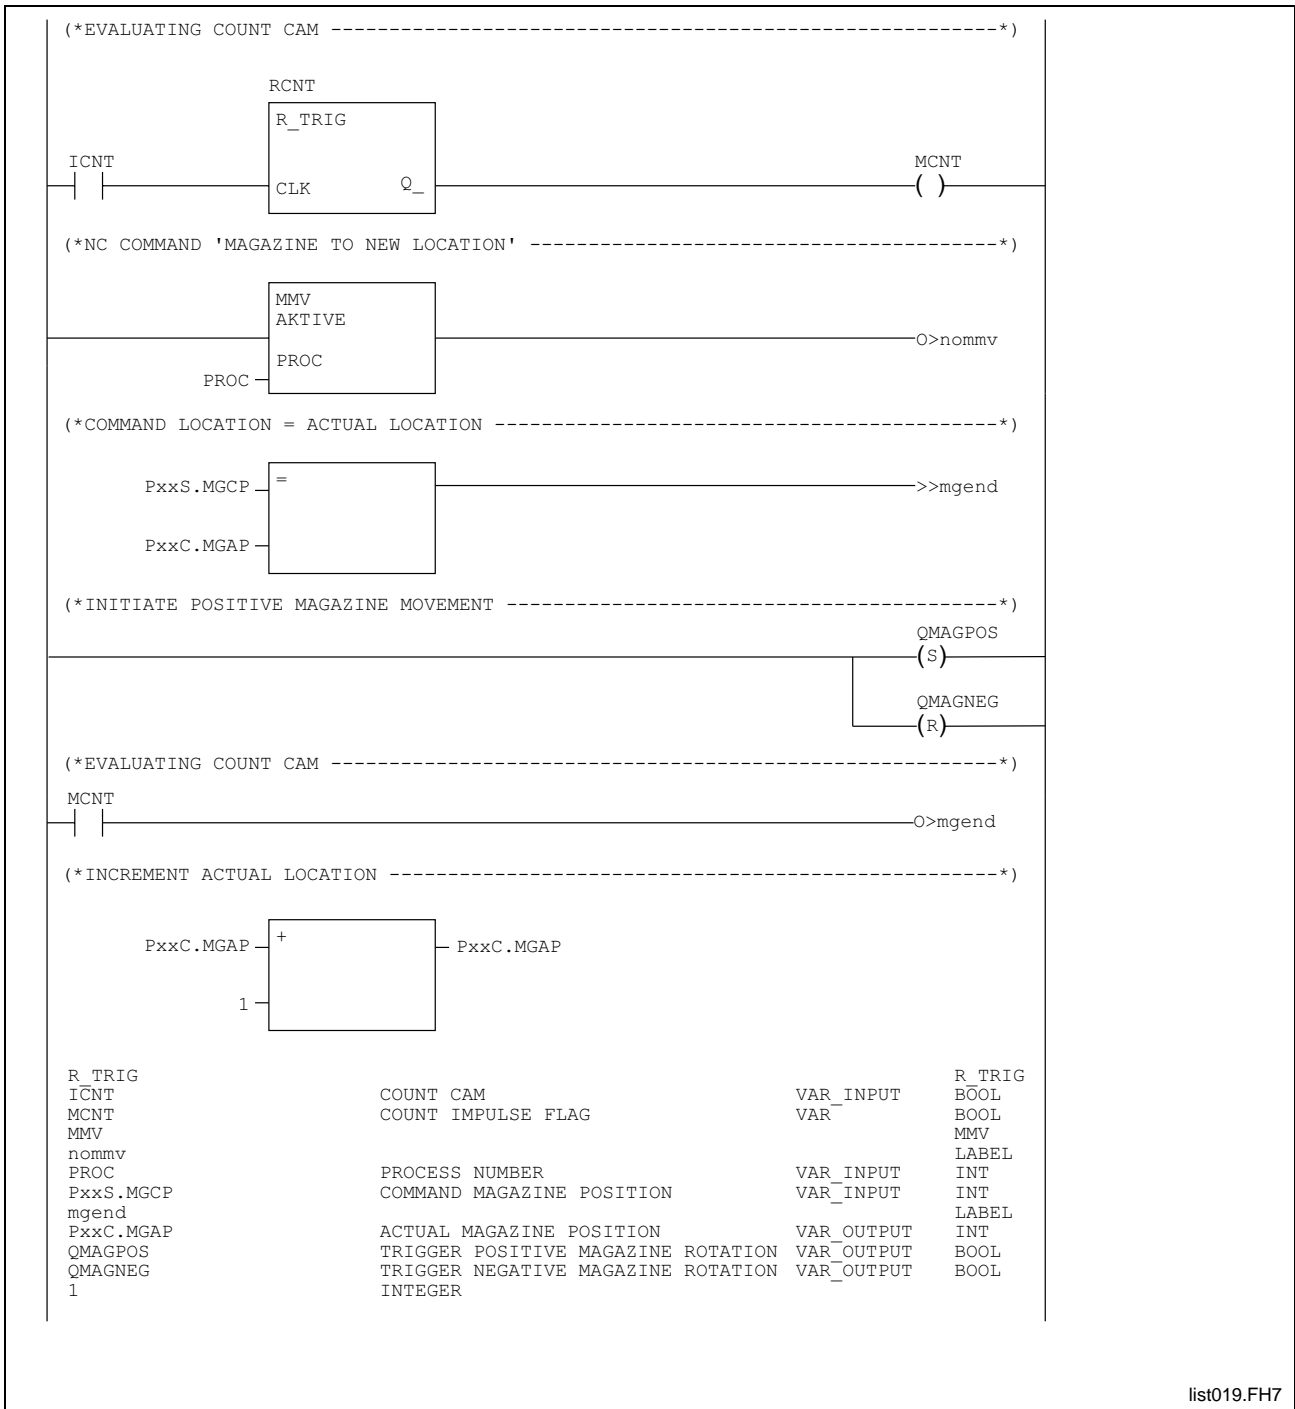 (*EVALUATING COUNT CAM ---------------------------------------------------------*)
RCNT
R_TRIG
ICNT
MCNT
CLK Q_
( )
(*NC COMMAND 'MAGAZINE TO NEW LOCATION' ----------------------------------------*)
MMV
AKTIVE
O>nommv
PROC
PROC
(*COMMAND LOCATION = ACTUAL LOCATION -------------------------------------------*)
PxxS.MGCP = >>mgend
PxxC.MGAP
(*INITIATE POSITIVE MAGAZINE MOVEMENT ------------------------------------------*)
QMAGPOS
(S)
QMAGNEG
(R)
(*EVALUATING COUNT CAM ---------------------------------------------------------*)
MCNT
O>mgend
(*INCREMENT ACTUAL LOCATION ----------------------------------------------------*)
PxxC.MGAP + PxxC.MGAP
1
R_TRIG R_TRIG
ICNT COUNT CAM VAR_INPUT BOOL
MCNT COUNT IMPULSE FLAG VAR BOOL
MMV MMV
nommv LABEL
PROC PROCESS NUMBER VAR_INPUT INT
PxxS.MGCP COMMAND MAGAZINE POSITION VAR_INPUT INT
mgend LABEL
PxxC.MGAP ACTUAL MAGAZINE POSITION VAR_OUTPUT INT
QMAGPOS TRIGGER POSITIVE MAGAZINE ROTATION VAR_OUTPUT BOOL
QMAGNEG TRIGGER NEGATIVE MAGAZINE ROTATION VAR_OUTPUT BOOL
1 INTEGER
list019.FH7